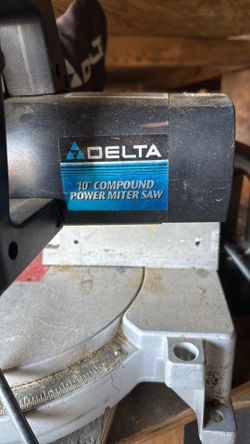 DELTA
10" COMPOUND
POWER MITER SAW